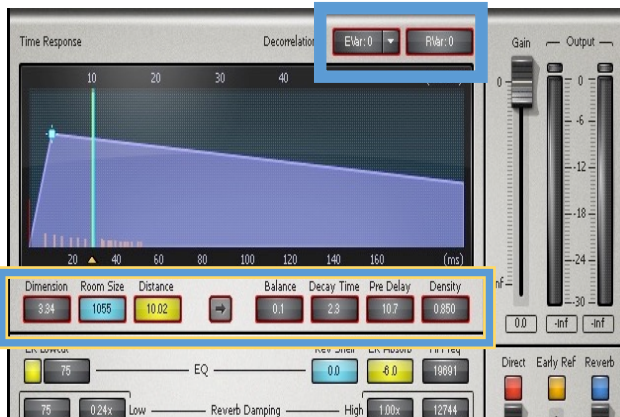 Time Response Decorrelation EVar: 0 RVar: 0 Gain Output
10 20 30 40
0 0
-6
-12
-18
-24
-30
20 40 60 80 100 120 140 160 (ms)
Dimension Room Size Distance Balance Decay Time Pre Delay Density
3.34 1055 10.02 0.1 2.3 10.7 0.850
0.0 -Inf -Inf
75 EQ 0.0 -6.0 19691
Direct Early Ref Reverb
75 0.24x Low Reverb Damping High 1.00x 12744